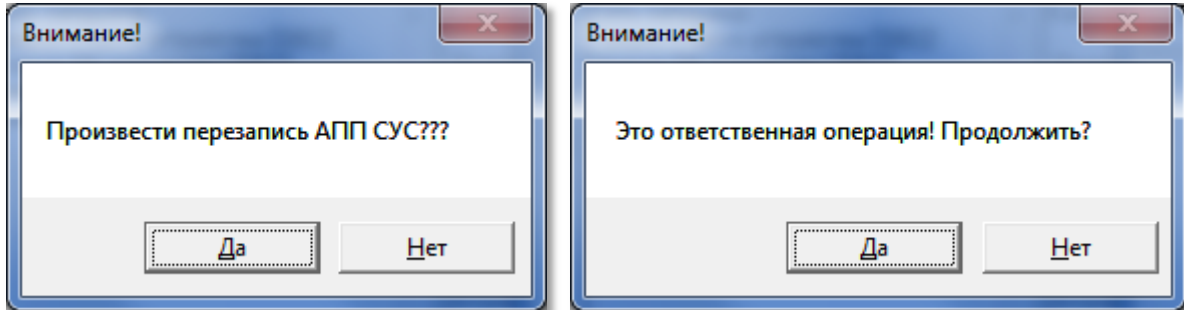 Внимание!
Произвести перезапись АПП СУС???
Да
Нет
Внимание!
Это ответственная операция! Продолжить?
Да
Нет